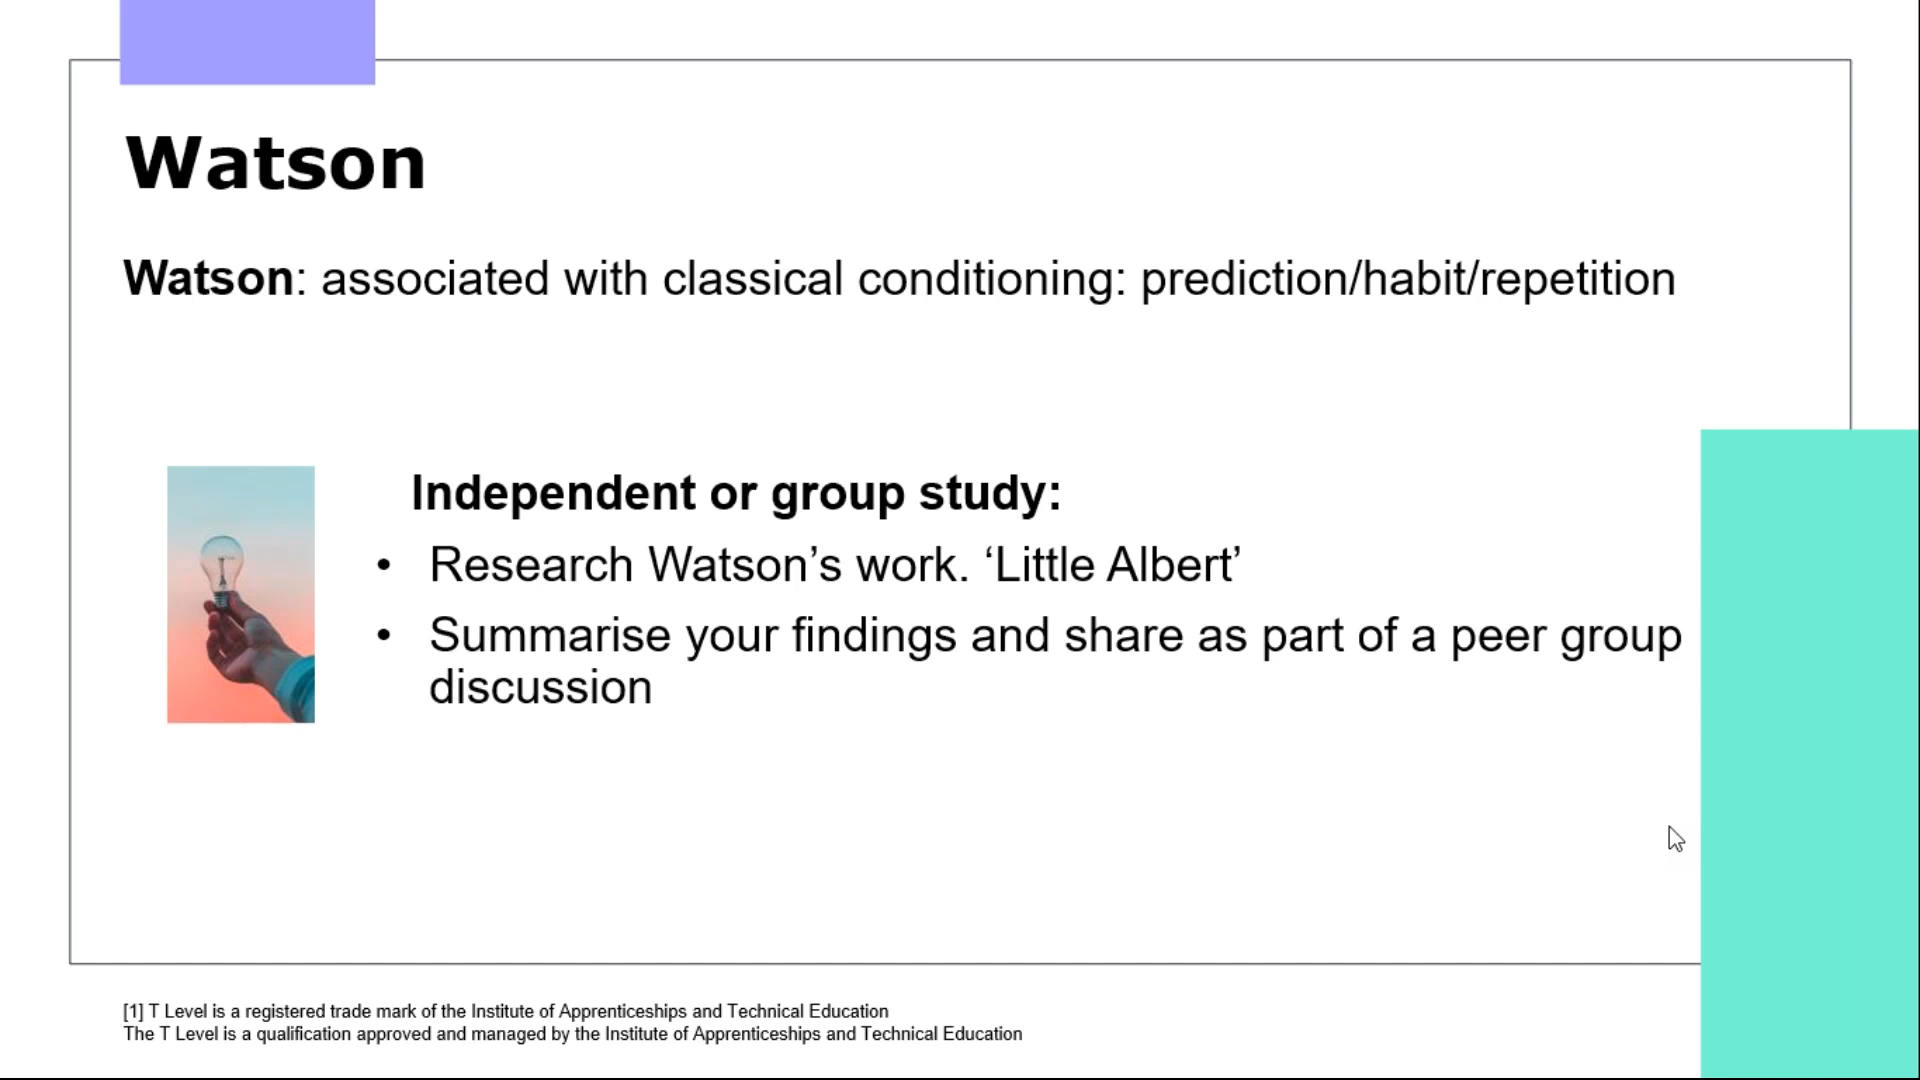 Watson
Watson: associated with classical conditioning: prediction/habit/repetition
Independent or group study:
• Research Watson’s work. ‘Little Albert’
• Summarise your findings and share as part of a peer group
discussion
[1] T Level is a registered trade mark of the Institute of Apprenticeships and Technical Education
The T Level is a qualification approved and managed by the Institute of Apprenticeships and Technical Education